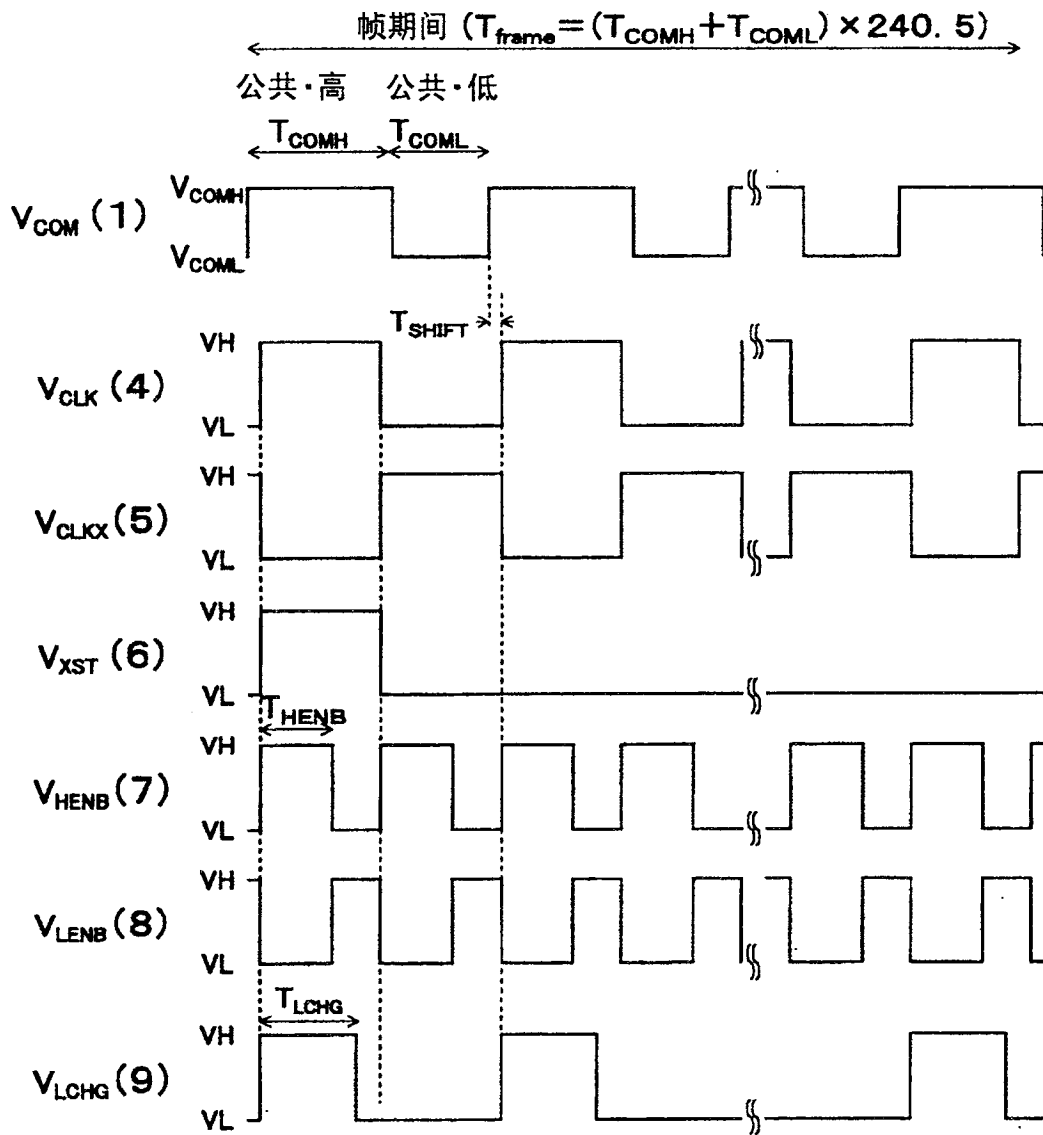 帧期间 (Tframe=(TCOMH+TCOML)×240. 5)
公共·高 公共·低
TCOMH TCOML
VCOM (1) VCOMH
VCOML
TSHIFT
VCLK (4) VH
VL
VCLKX (5) VH
VL
VXST (6) VH
VL
THENB
VHENB (7) VH
VL
VLENB (8) VH
VL
TLCHG
VLCHG (9) VH
VL